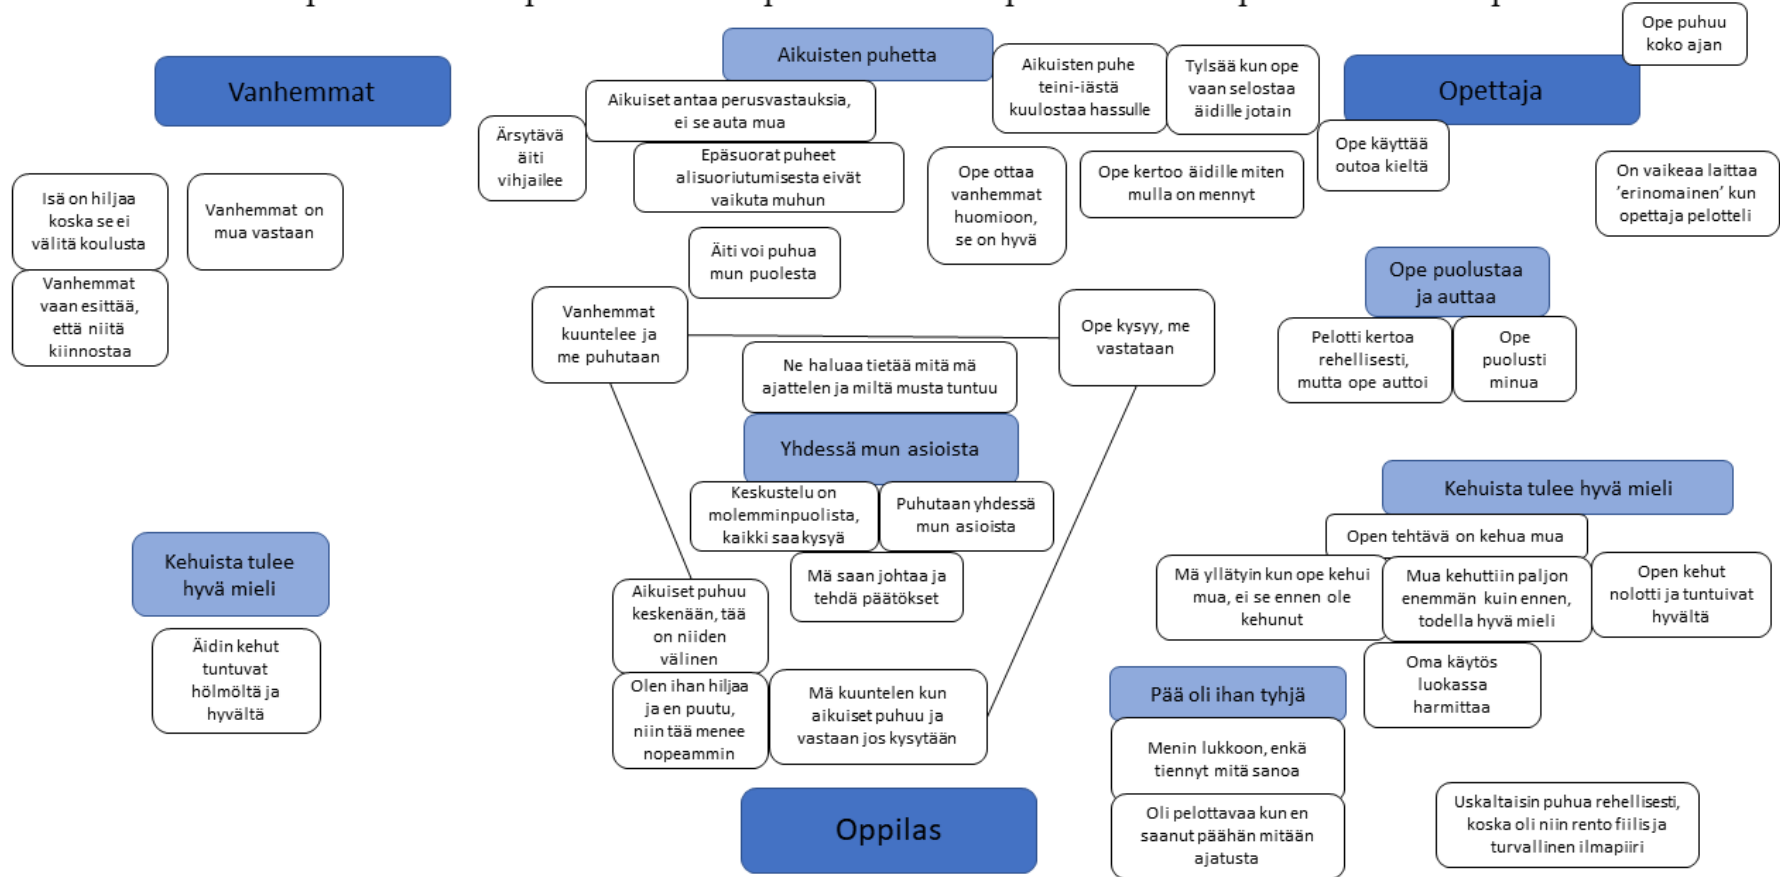 Ope puhuu
koko ajan
Aikuisten puhetta
Vanhemmat
Opettaja
Aikuisten puhe
teini-iästä
kuulostaa hassulle
Tylsää kun ope
vaan selostaa
äidille jotain
Aikuiset antaa perusvastauksia,
ei se auta mua
Ärsytävä
äiti
vihjailee
Epäsuorat puheet
alisuoriutumisesta eivät
vaikuta muhun
Ope ottaa
vanhemmat
huomioon,
se on hyvä
Ope kertoo äidille miten
mulla on mennyt
Ope käyttää
outoa kieltä
On vaikeaa laittaa
’erinomainen’ kun
opettaja pelotteli
Isä on hiljaa
koska se ei
välitä koulusta
Vanhemmat on
mua vastaan
Vanhemmat
vaan esittää,
että niitä
kiinnostaa
Äiti voi puhua
mun puolesta
Ope puolustaa
ja auttaa
Pelotti kertoa
rehellisesti,
mutta ope auttoi
Ope
puolusti
minua
Vanhemmat
kuuntelee ja
me puhutaan
Ope kysyy, me
vastataan
Ne haluaa tietää mitä mä
ajattelen ja miltä musta tuntuu
Yhdessä mun asioista
Keskustelu on
molemminpuolista,
kaikki saa kysyä
Puhutaan yhdessä
mun asioista
Mä saan johtaa ja
tehdä päätökset
Kehuista tulee hyvä mieli
Open tehtävä on kehua mua
Mä yllätyin kun ope kehui
mua, ei se ennen ole
kehunut
Mua kehuttiin paljon
enemmän kuin ennen,
todella hyvä mieli
Open kehut
nolotti ja tuntuivat
hyvältä
Oma käytös
luokassa
harmittaa
Kehuista tulee
hyvä mieli
Äidin kehut
tuntuvat
hölmöltä ja
hyvältä
Aikuiset puhuu
keskenään, tää
on niiden
välinen
Olen ihan hiljaa
ja en puutu,
niin tää menee
nopeammin
Mä kuuntelen kun
aikuiset puhuu ja
vastaan jos kysytään
Pää oli ihan tyhjä
Menin lukkoon, enkä
tiennyt mitä sanoa
Oli pelottavaa kun en
saanut päähän mitään
ajatusta
Uskaltaisin puhua rehellisesti,
koska oli niin rento fiilis ja
turvallinen ilmapiiri
Oppilas